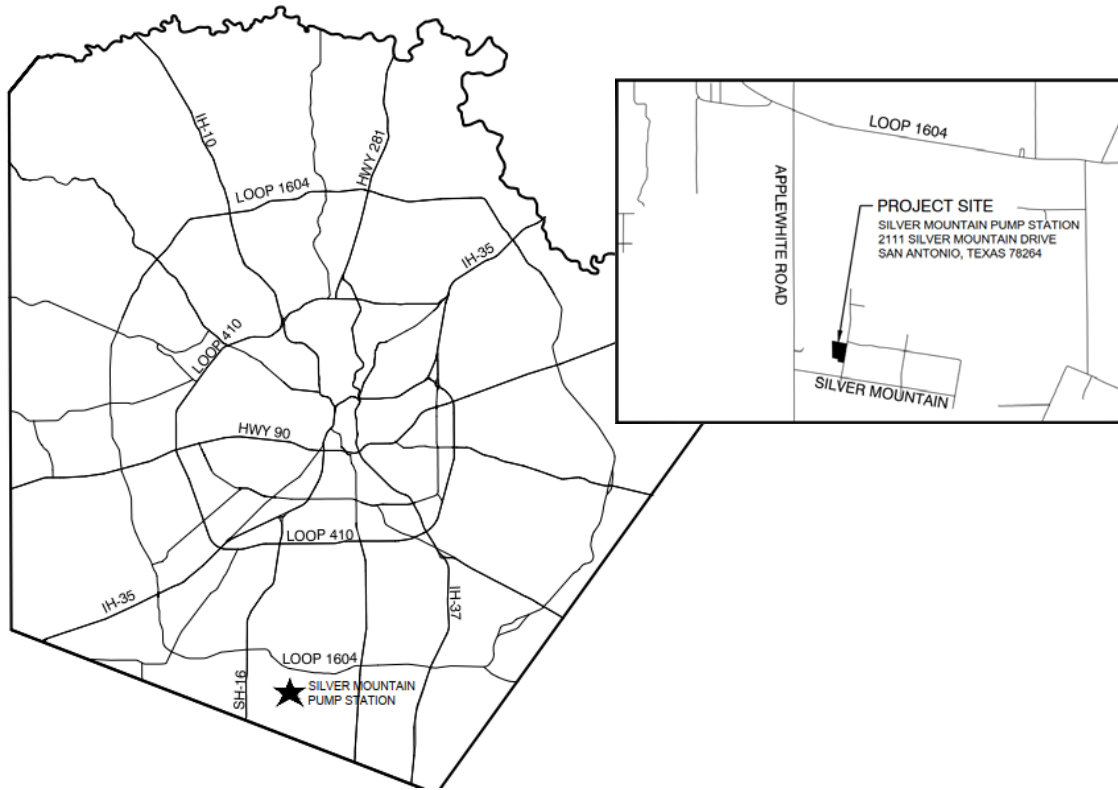 IH-10
HWY 281
LOOP 1604
IH-35
LOOP 410
HWY 90
LOOP 410
IH-35
IH-37
LOOP 1604
SH-16
SILVER MOUNTAIN
PUMP STATION
LOOP 1604
APPLEWHITE ROAD
PROJECT SITE
SILVER MOUNTAIN PUMP STATION
2111 SILVER MOUNTAIN DRIVE
SAN ANTONIO, TEXAS 78264
SILVER MOUNTAIN